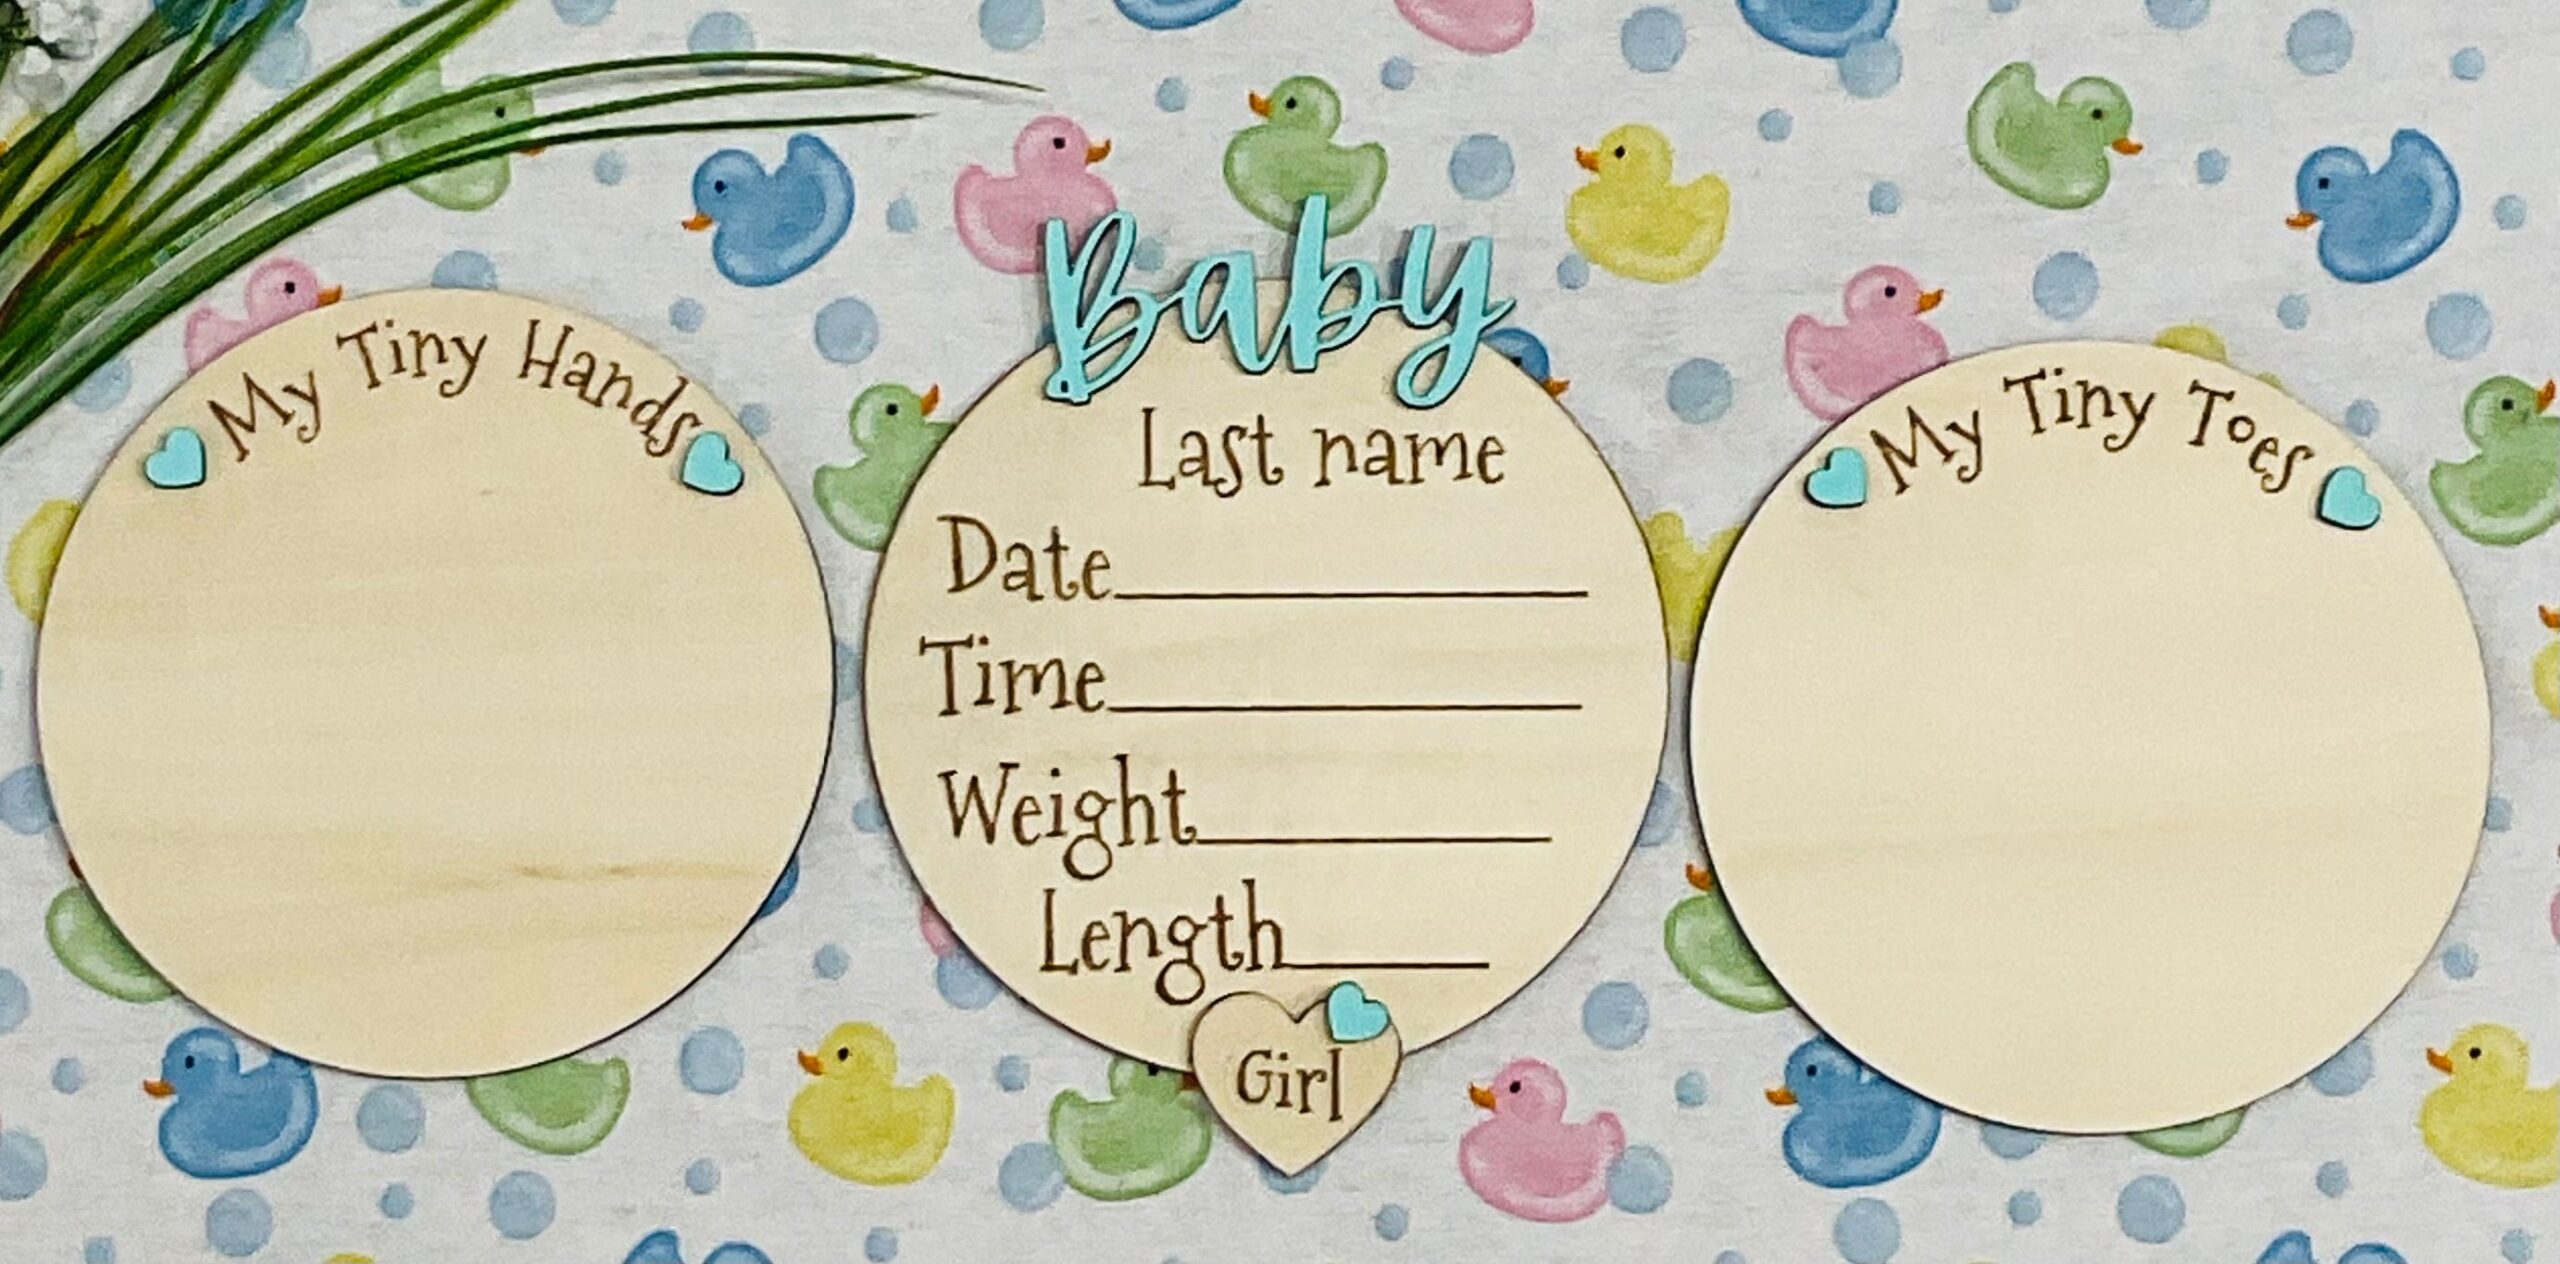 My Tiny Hands
Baby
Last name
Date
Time
Weight
Length
Girl
My Tiny Toes